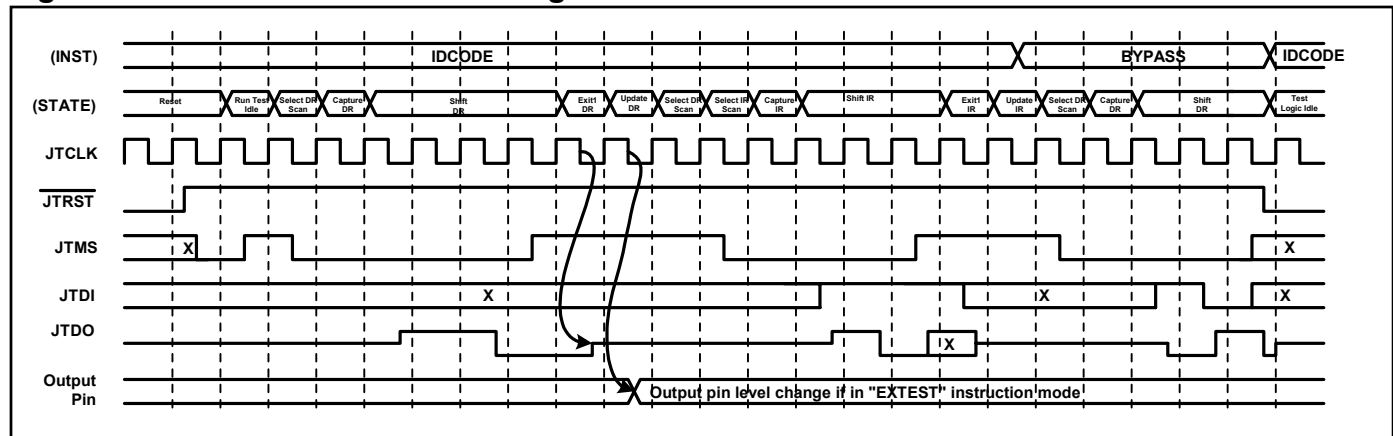 (INST) IDCODE BYPASS IDCODE
(STATE) Reset Run Test Idle Select DR Scan Capture DR Shift DR Exit1 DR Update DR Select DR Scan Select IR Scan Capture IR Shift IR Exit1 IR Update IR Select DR Scan Capture DR Shift DR Test Logic Idle
JTCLK
JTRST
JTMS X X
JTDI X X X
JTDO X
Output Pin Output pin level change if in "EXTEST" instruction mode